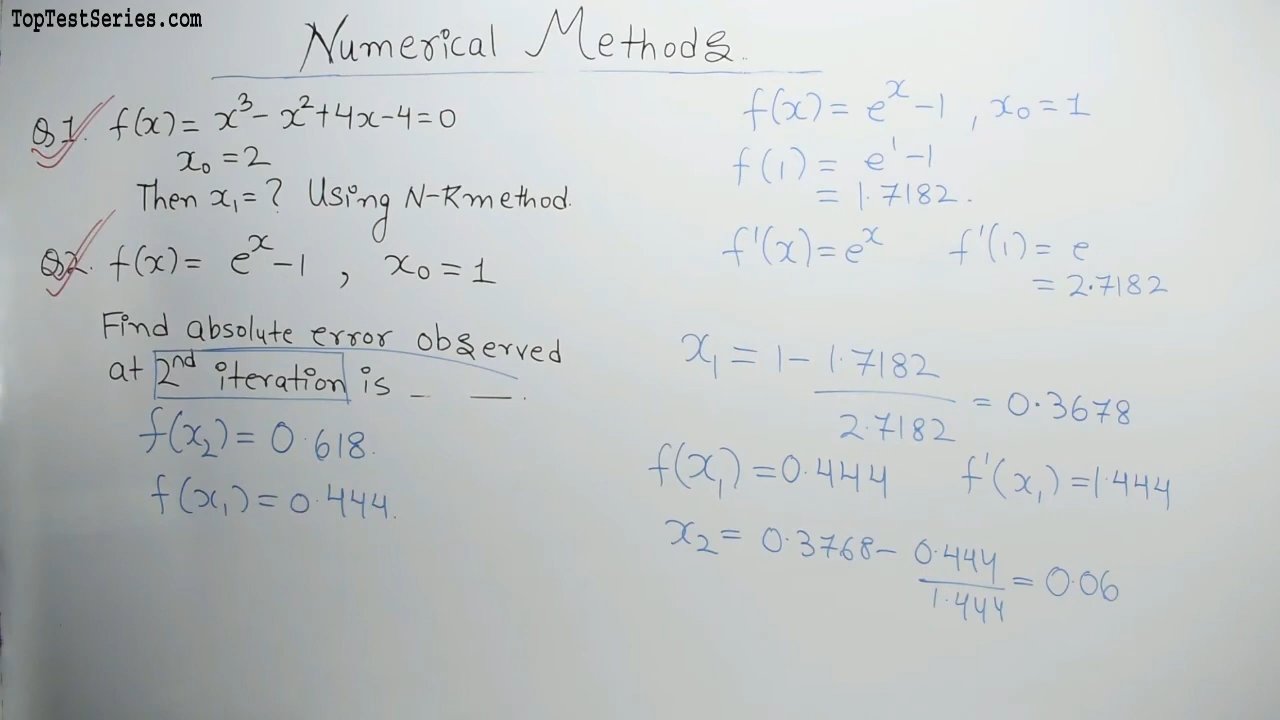 TopTestSeries.com
Numerical Methods.
Q1. f(x) = x³ - x² + 4x - 4 = 0
x₀ = 2
Then x₁ = ? Using N-R method.
Q2. f(x) = eˣ - 1 , x₀ = 1
Find absolute error observed
at 2nd iteration is _ _.
f(x₂) = 0.618.
f(x₁) = 0.444.
f(x) = eˣ - 1 , x₀ = 1
f(1) = e¹ - 1
= 1.7182.
f'(x) = eˣ f'(1) = e
= 2.7182
x₁ = 1 - 1.7182 / 2.7182 = 0.3678
f(x₁) = 0.444 f'(x₁) = 1.444
x₂ = 0.3768 - 0.444 / 1.444 = 0.06